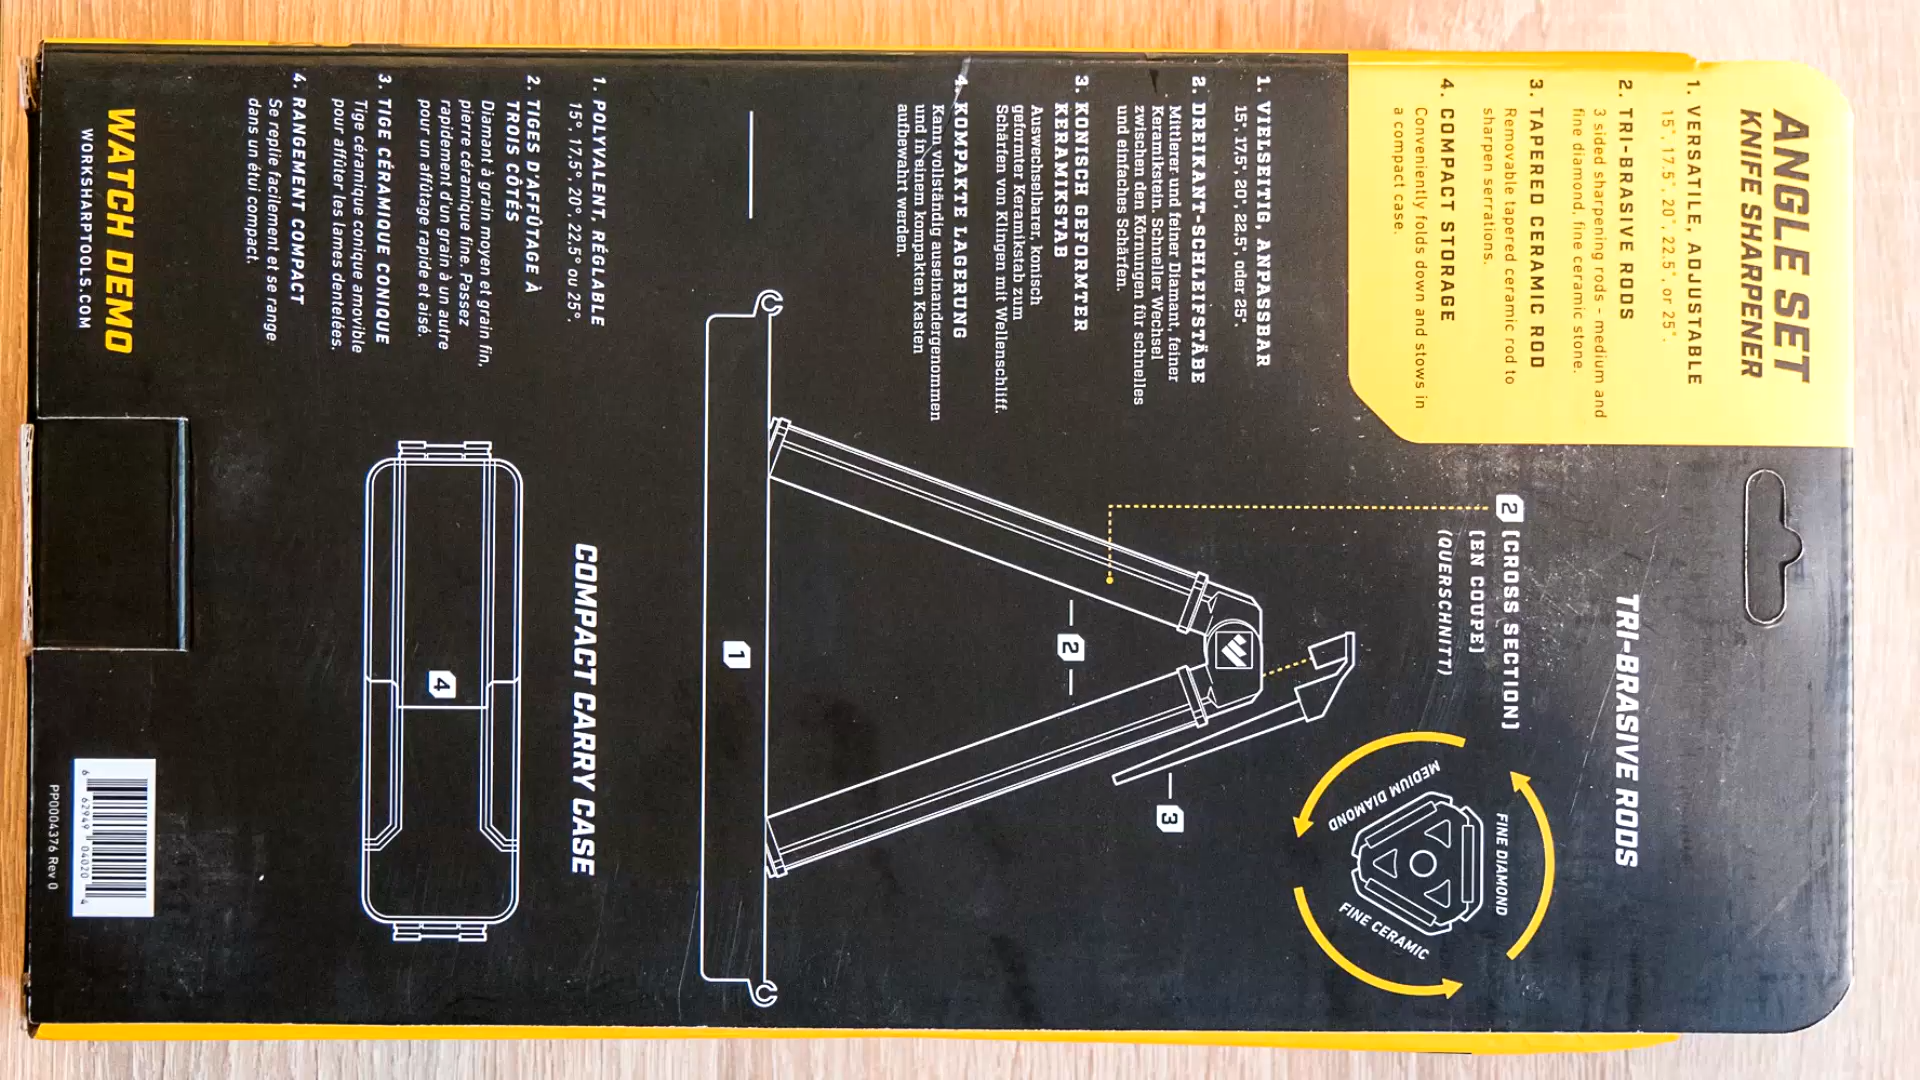 ANGLE SET
KNIFE SHARPENER
1. VERSATILE, ADJUSTABLE
15°, 17.5°, 20°, 22.5°, or 25°.
2. TRI-BRASIVE RODS
3 sided sharpening rods - medium and
fine diamond, fine ceramic stone.
3. TAPERED CERAMIC ROD
Removable tapered ceramic rod to
sharpen serrations.
4. COMPACT STORAGE
Conveniently folds down and stows in
a compact case.
1. VIELSEITIG, ANPASSBAR
15°, 17,5°, 20°, 22,5°, oder 25°.
2. DREIKANT-SCHLEIFSTÄBE
Mittlerer und feiner Diamant, feiner
Keramikstein. Schneller Wechsel
zwischen den Körnungen für schnelles
und einfaches Schärfen.
3. KONISCH GEFORMTER
KERAMIKSTAB
Auswechselbarer, konisch
geformter Keramikstab zum
Schärfen von Klingen mit Wellenschliff.
4. KOMPAKTE LAGERUNG
Kann vollständig auseinandergenommen
und in seinem kompakten Kasten
aufbewahrt werden.
1. POLYVALENT, RÉGLABLE
15°, 17,5°, 20°, 22,5° ou 25°.
2. TIGES D'AFFÛTAGE À
TROIS CÔTÉS
Diamant à grain moyen et grain fin,
pierre céramique fine. Passez
rapidement d'un grain à un autre
pour un affûtage rapide et aisé.
3. TIGE CÉRAMIQUE CONIQUE
Tige céramique conique amovible
pour affûter les lames dentelées.
4. RANGEMENT COMPACT
Se replie facilement et se range
dans un étui compact.
WATCH DEMO
WORKSHARPTOOLS.COM
TRI-BRASIVE RODS
2 [CROSS SECTION]
[EN COUPE]
(QUERSCHNITT)
FINE DIAMOND
MEDIUM DIAMOND
FINE CERAMIC
3
2
1
COMPACT CARRY CASE
4
6 62949 04020 4
PP0004376 Rev 0